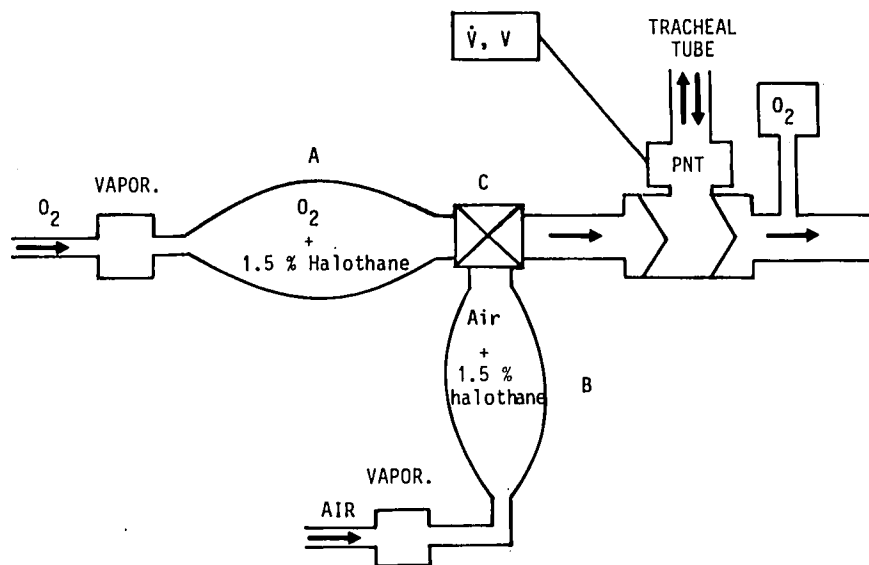 V̇, V
TRACHEAL
TUBE
O₂
PNT
A
VAPOR.
C
O₂
O₂
+
1.5 % Halothane
Air
+
1.5 %
halothane
B
VAPOR.
AIR